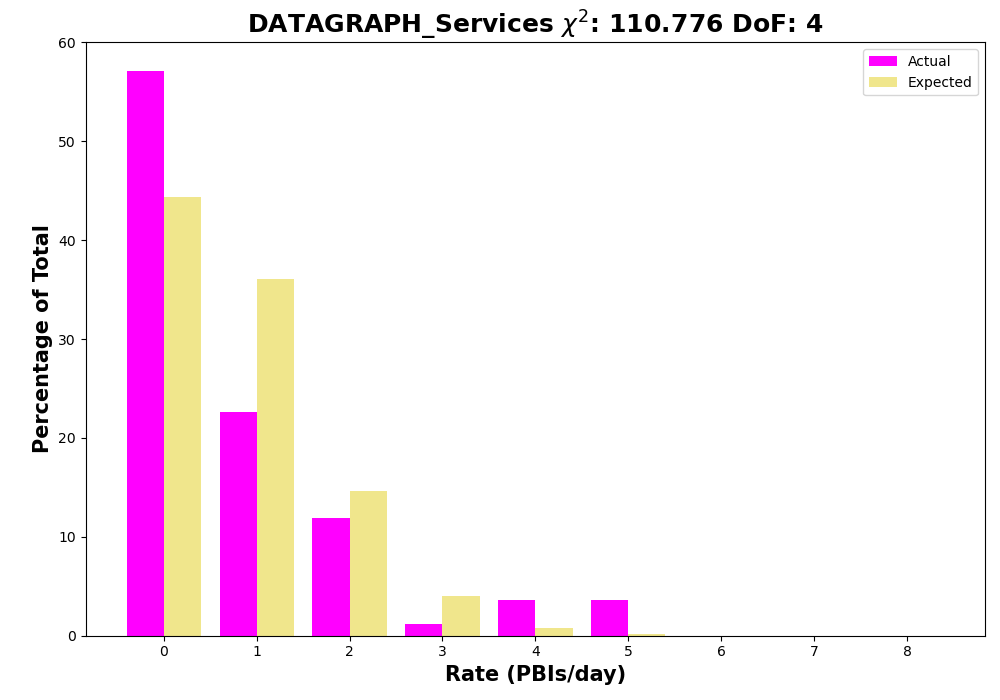 DATAGRAPH_Services χ²: 110.776 DoF: 4
Actual
Expected
Percentage of Total
60
50
40
30
20
10
0
0 1 2 3 4 5 6 7 8
Rate (PBIs/day)